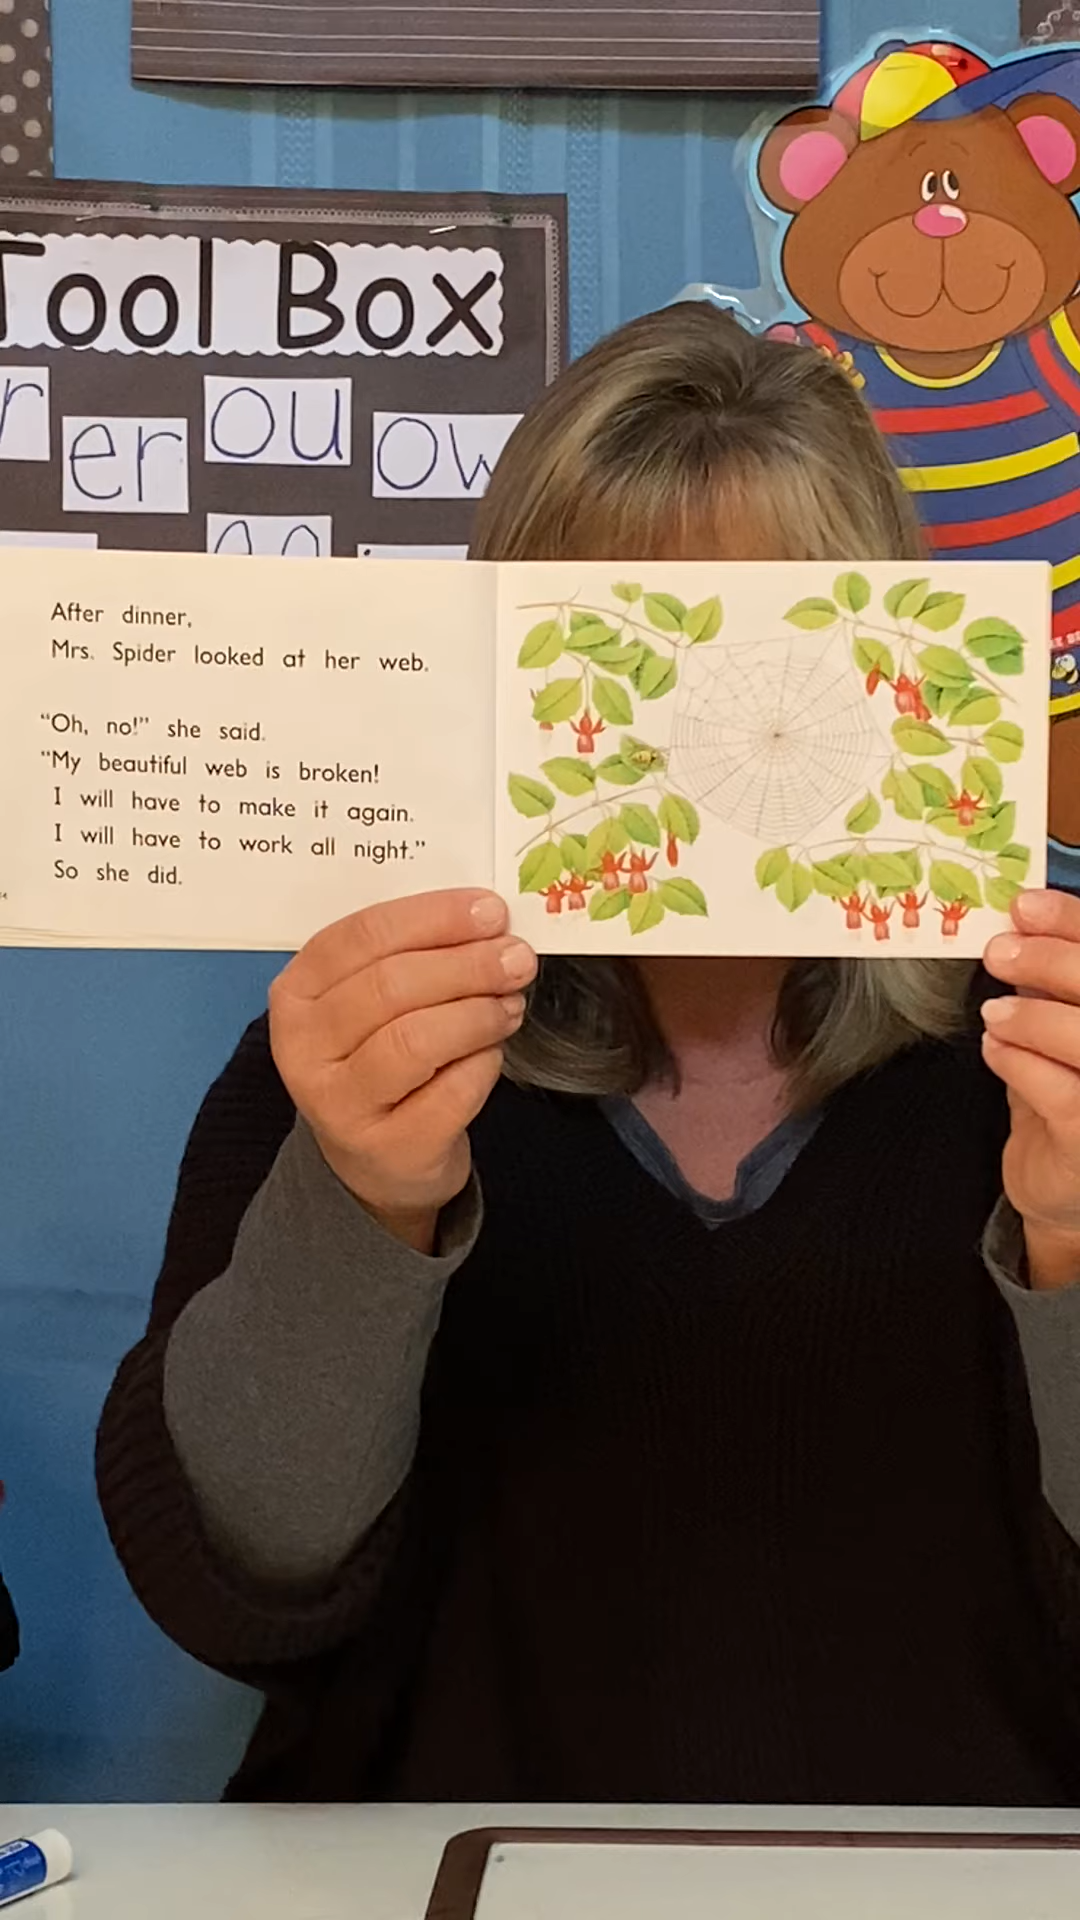 Tool Box
r er ou ow
After dinner,
Mrs. Spider looked at her web.
"Oh, no!" she said.
"My beautiful web is broken!
I will have to make it again.
I will have to work all night."
So she did.